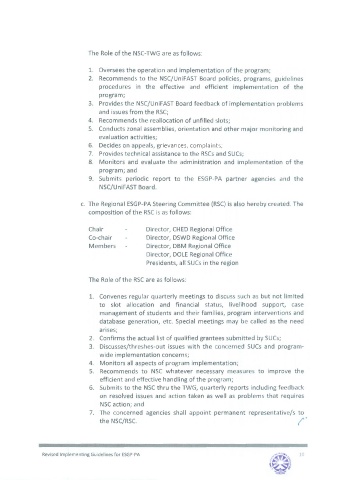 The Role of the NSC-TWG are as follows:
1. Oversees the operation and implementation of the program;
2. Recommends to the NSC/UniFAST Board policies, programs, guidelines
procedures in the effective and efficient implementation of the
program;
3. Provides the NSC/UniFAST Board feedback of implementation problems
and issues from the RSC;
4. Recommends the reallocation of unfilled slots;
5. Conducts zonal assemblies, orientation and other major monitoring and
evaluation activities;
6. Decides on appeals, grievances, complaints;
7. Provides technical assistance to the RSCs and SUCs;
8. Monitors and evaluate the administration and implementation of the
program; and
9. Submits periodic report to the ESGP-PA partner agencies and the
NSC/UniFAST Board.
c. The Regional ESGP-PA Steering Committee (RSC) is also hereby created. The
composition of the RSC is as follows:
Chair - Director, CHED Regional Office
Co-chair - Director, DSWD Regional Office
Members - Director, DBM Regional Office
Director, DOLE Regional Office
Presidents, all SUCs in the region
The Role of the RSC are as follows:
1. Convenes regular quarterly meetings to discuss such as but not limited
to slot allocation and financial status, livelihood support, case
management of students and their families, program interventions and
database generation, etc. Special meetings may be called as the need
arises;
2. Confirms the actual list of qualified grantees submitted by SUCs;
3. Discusses/threshes-out issues with the concerned SUCs and program-
wide implementation concerns;
4. Monitors all aspects of program implementation;
5. Recommends to NSC whatever necessary measures to improve the
efficient and effective handling of the program;
6. Submits to the NSC thru the TWG, quarterly reports including feedback
on resolved issues and action taken as well as problems that requires
NSC action; and
7. The concerned agencies shall appoint permanent representative/s to
the NSC/RSC.
Revised Implementing Guidelines for ESGP-PA